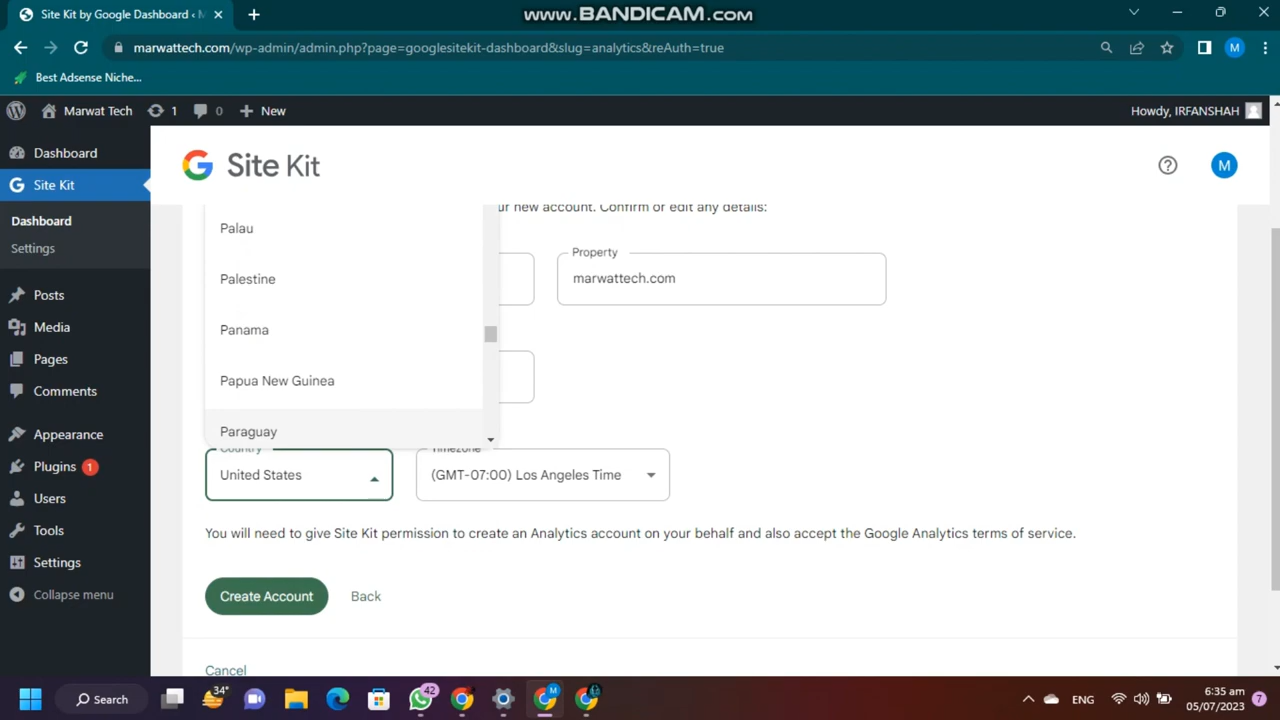 Site Kit by Google Dashboard ‹ M
www.BANDICAM.com
marwattech.com/wp-admin/admin.php?page=googlesitekit-dashboard&slug=analytics&reAuth=true
M
Best Adsense Niche...
Marwat Tech
1
0
New
Howdy, IRFANSHAH
Dashboard
Site Kit
Dashboard
Settings
Posts
Media
Pages
Comments
Appearance
Plugins 1
Users
Tools
Settings
Collapse menu
Site Kit
M
ur new account. Confirm or edit any details:
Palau
Palestine
Panama
Papua New Guinea
Paraguay
Property
marwattech.com
Country
United States
Timezone
(GMT-07:00) Los Angeles Time
You will need to give Site Kit permission to create an Analytics account on your behalf and also accept the Google Analytics terms of service.
Create Account
Back
Cancel
Search
34°
42
M
ENG
6:35 am
05/07/2023
7